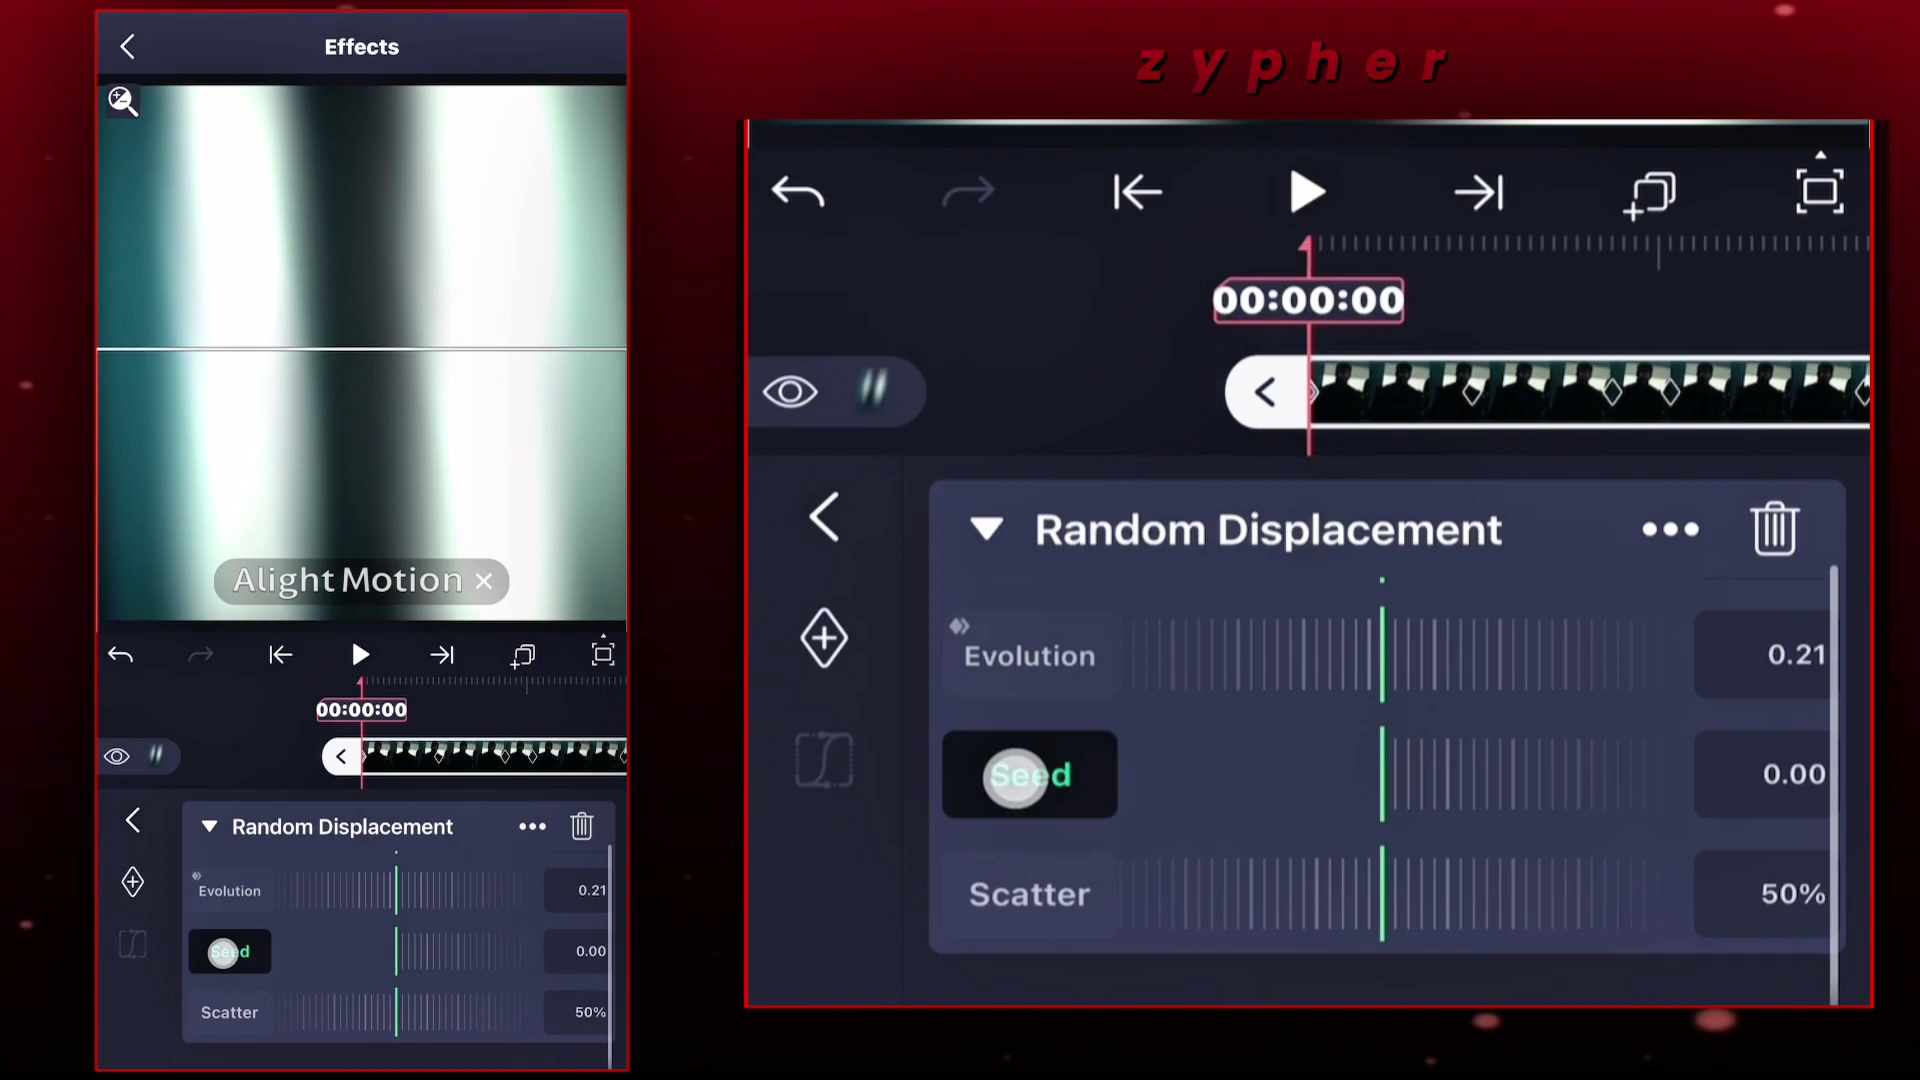 Effects
Alight Motion ×
00:00:00
Random Displacement
Evolution 0.21
Seed 0.00
Scatter 50%
zypher
00:00:00
Random Displacement
Evolution 0.21
Seed 0.00
Scatter 50%